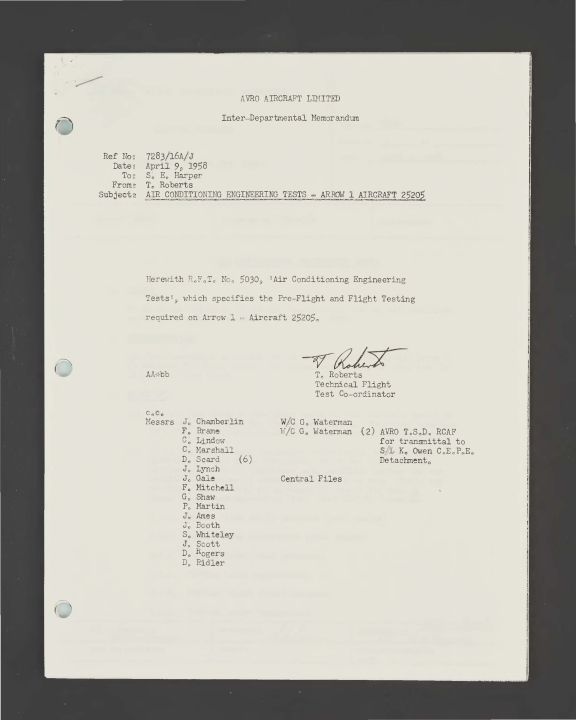 AVRO AIRCRAFT LIMITED
Inter-Departmental Memorandum
Ref No: 7283/16A/J
Date: April 9, 1958
To: S. E. Harper
From: T. Roberts
Subject: AIR CONDITIONING ENGINEERING TESTS - ARROW 1 AIRCRAFT 25205
Herewith R.F.T. No. 5030, 'Air Conditioning Engineering
Tests', which specifies the Pre-Flight and Flight Testing
required on Arrow 1 - Aircraft 25205.
T Roberts
AA*bb T. Roberts
Technical Flight
Test Co-ordinator
c.c.
Messrs J. Chamberlin W/C G. Waterman
F. Brame W/C G. Waterman (2) AVRO T.S.D. RCAF
C. Lindow for transmittal to
C. Marshall S/L K. Owen C.E.P.E.
D. Scard (6) Detachment.
J. Lynch
J. Gale Central Files
F. Mitchell
G. Shaw
P. Martin
J. Ames
J. Booth
S. Whiteley
J. Scott
D. Rogers
D. Ridler